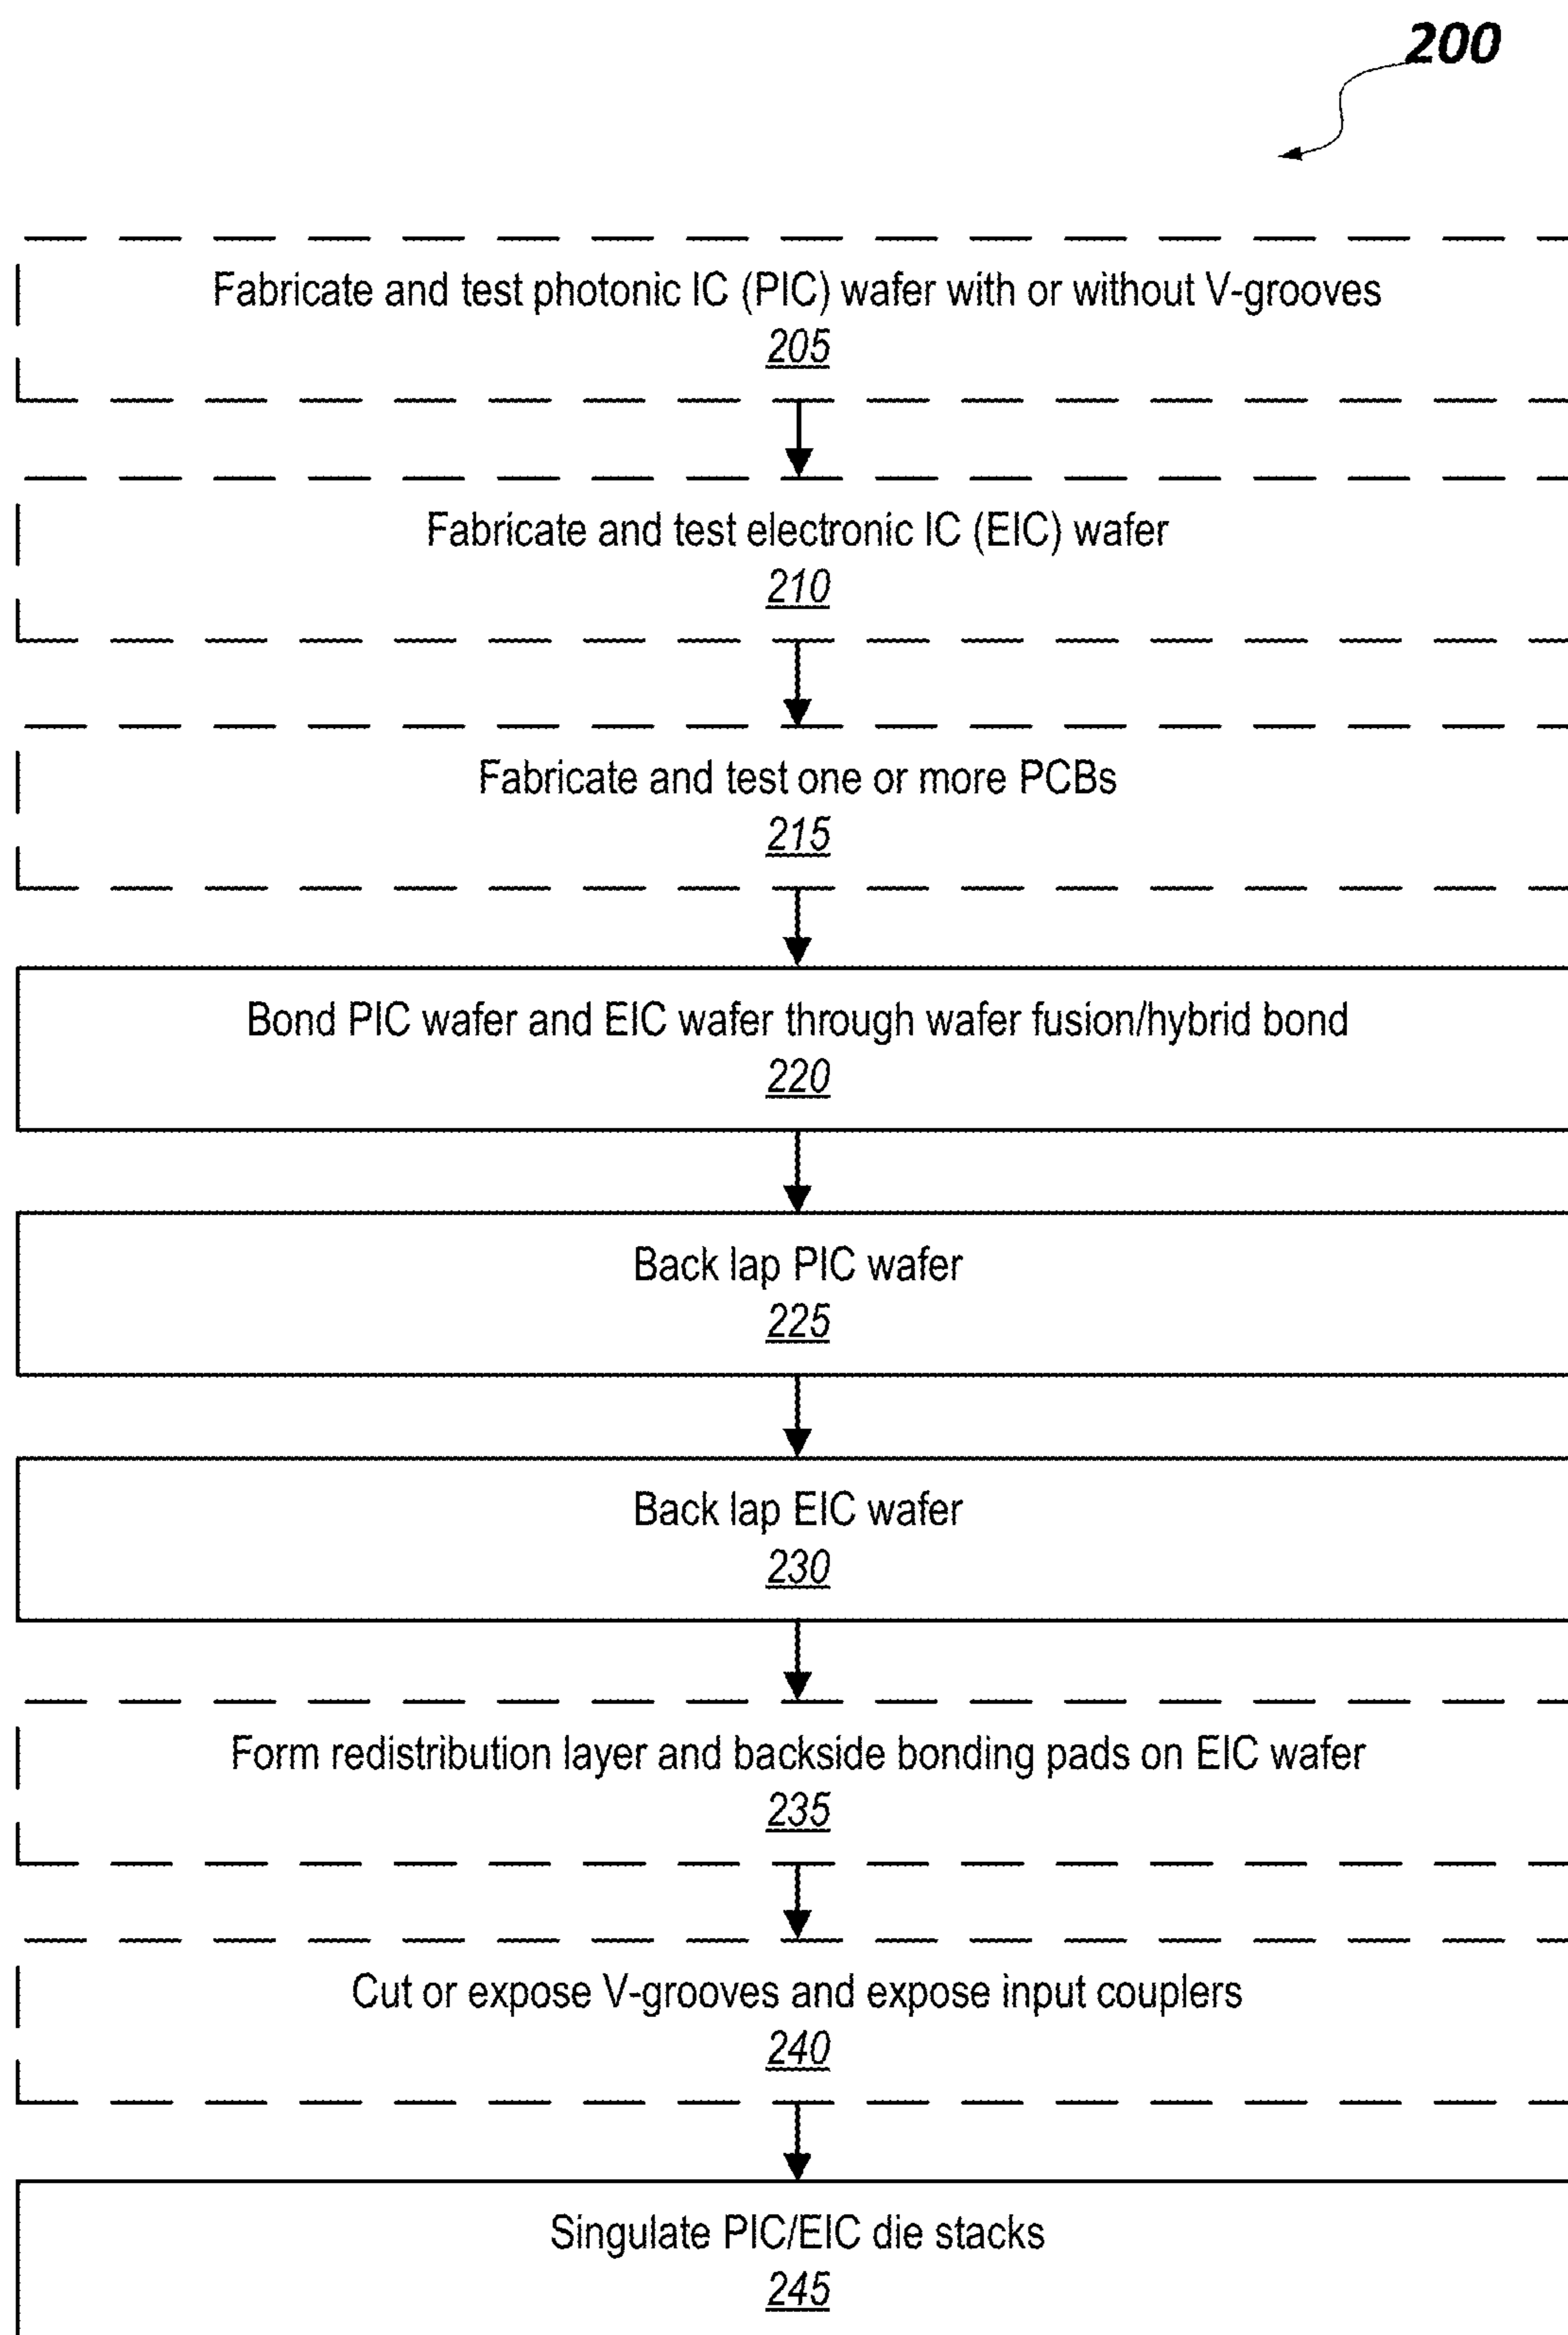 200
Fabricate and test photonic IC (PIC) wafer with or without V-grooves
205
Fabricate and test electronic IC (EIC) wafer
210
Fabricate and test one or more PCBs
215
Bond PIC wafer and EIC wafer through wafer fusion/hybrid bond
220
Back lap PIC wafer
225
Back lap EIC wafer
230
Form redistribution layer and backside bonding pads on EIC wafer
235
Cut or expose V-grooves and expose input couplers
240
Singulate PIC/EIC die stacks
245